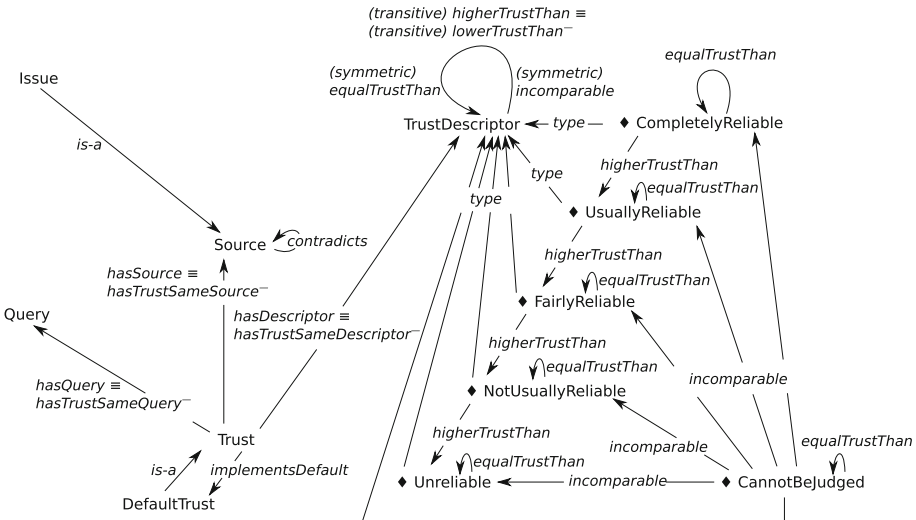 (transitive) higherTrustThan ≡
(transitive) lowerTrustThan⁻
equalTrustThan
Issue
(symmetric)
equalTrustThan
(symmetric)
incomparable
TrustDescriptor
type
CompletelyReliable
is-a
higherTrustThan
type
equalTrustThan
type
UsuallyReliable
Source
contradicts
higherTrustThan
hasSource ≡
hasTrustSameSource⁻
equalTrustThan
FairlyReliable
Query
hasDescriptor ≡
hasTrustSameDescriptor⁻
higherTrustThan
equalTrustThan
incomparable
hasQuery ≡
hasTrustSameQuery⁻
NotUsuallyReliable
higherTrustThan
Trust
incomparable
equalTrustThan
is-a
implementsDefault
equalTrustThan
Unreliable
incomparable
CannotBeJudged
DefaultTrust